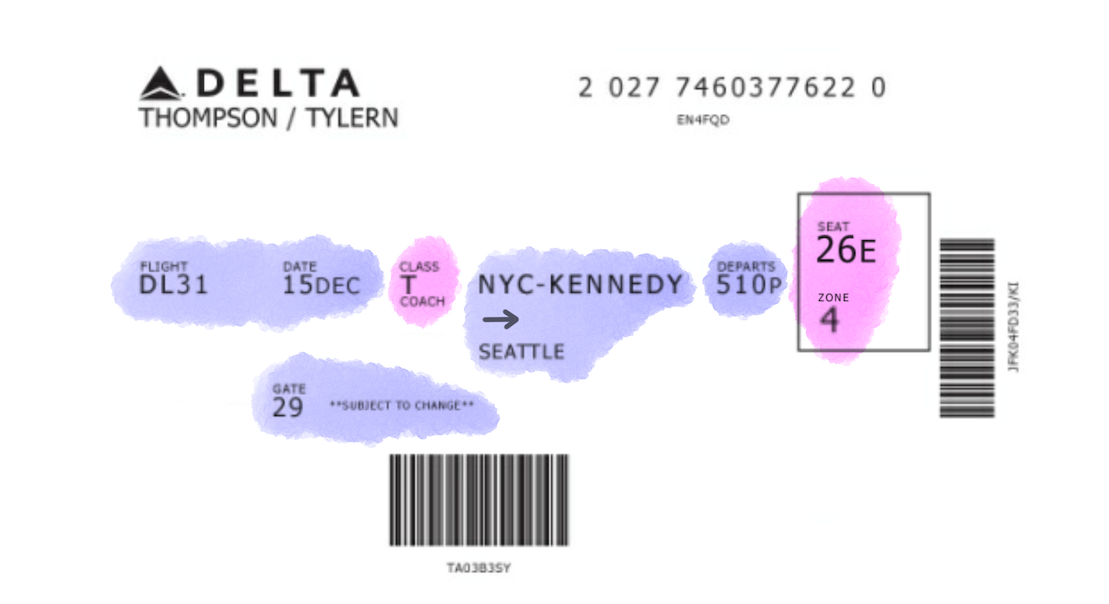 DELTA
THOMPSON / TYLERN
2 027 7460377622 0
EN4FQD
FLIGHT
DL31
DATE
15DEC
CLASS
T
COACH
NYC-KENNEDY
→
SEATTLE
DEPARTS
510P
SEAT
26E
ZONE
4
JFK04FD33/KI
GATE
29 **SUBJECT TO CHANGE**
TA03B3SY